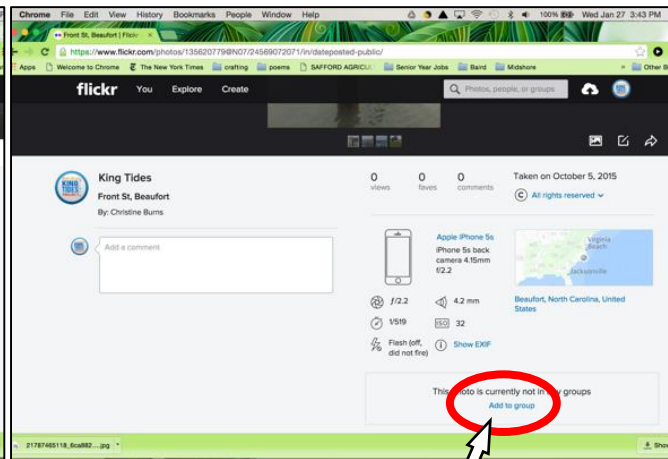 Chrome File Edit View History Bookmarks People Window Help 100% Wed Jan 27 3:43 PM
Front St, Beaufort | Flickr
https://www.flickr.com/photos/135620779@N07/24569072071/in/dateposted-public/
Apps Welcome to Chrome The New York Times crafting poems SAFFORD AGRICUL Senior Year Jobs Baird Midshore » Other B
flickr You Explore Create Photos, people, or groups
King Tides
Front St, Beaufort
By: Christine Burns
Add a comment
0 views
0 faves
0 comments
Taken on October 5, 2015
All rights reserved
Apple iPhone 5s
iPhone 5s back
camera 4.15mm
f/2.2
ƒ/2.2 4.2 mm
1/519 ISO 32
Flash (off, did not fire) Show EXIF
Virginia Beach
Jacksonville
Beaufort, North Carolina, United
States
This photo is currently not in any groups
Add to group
21787465118_6ca882....jpg Show